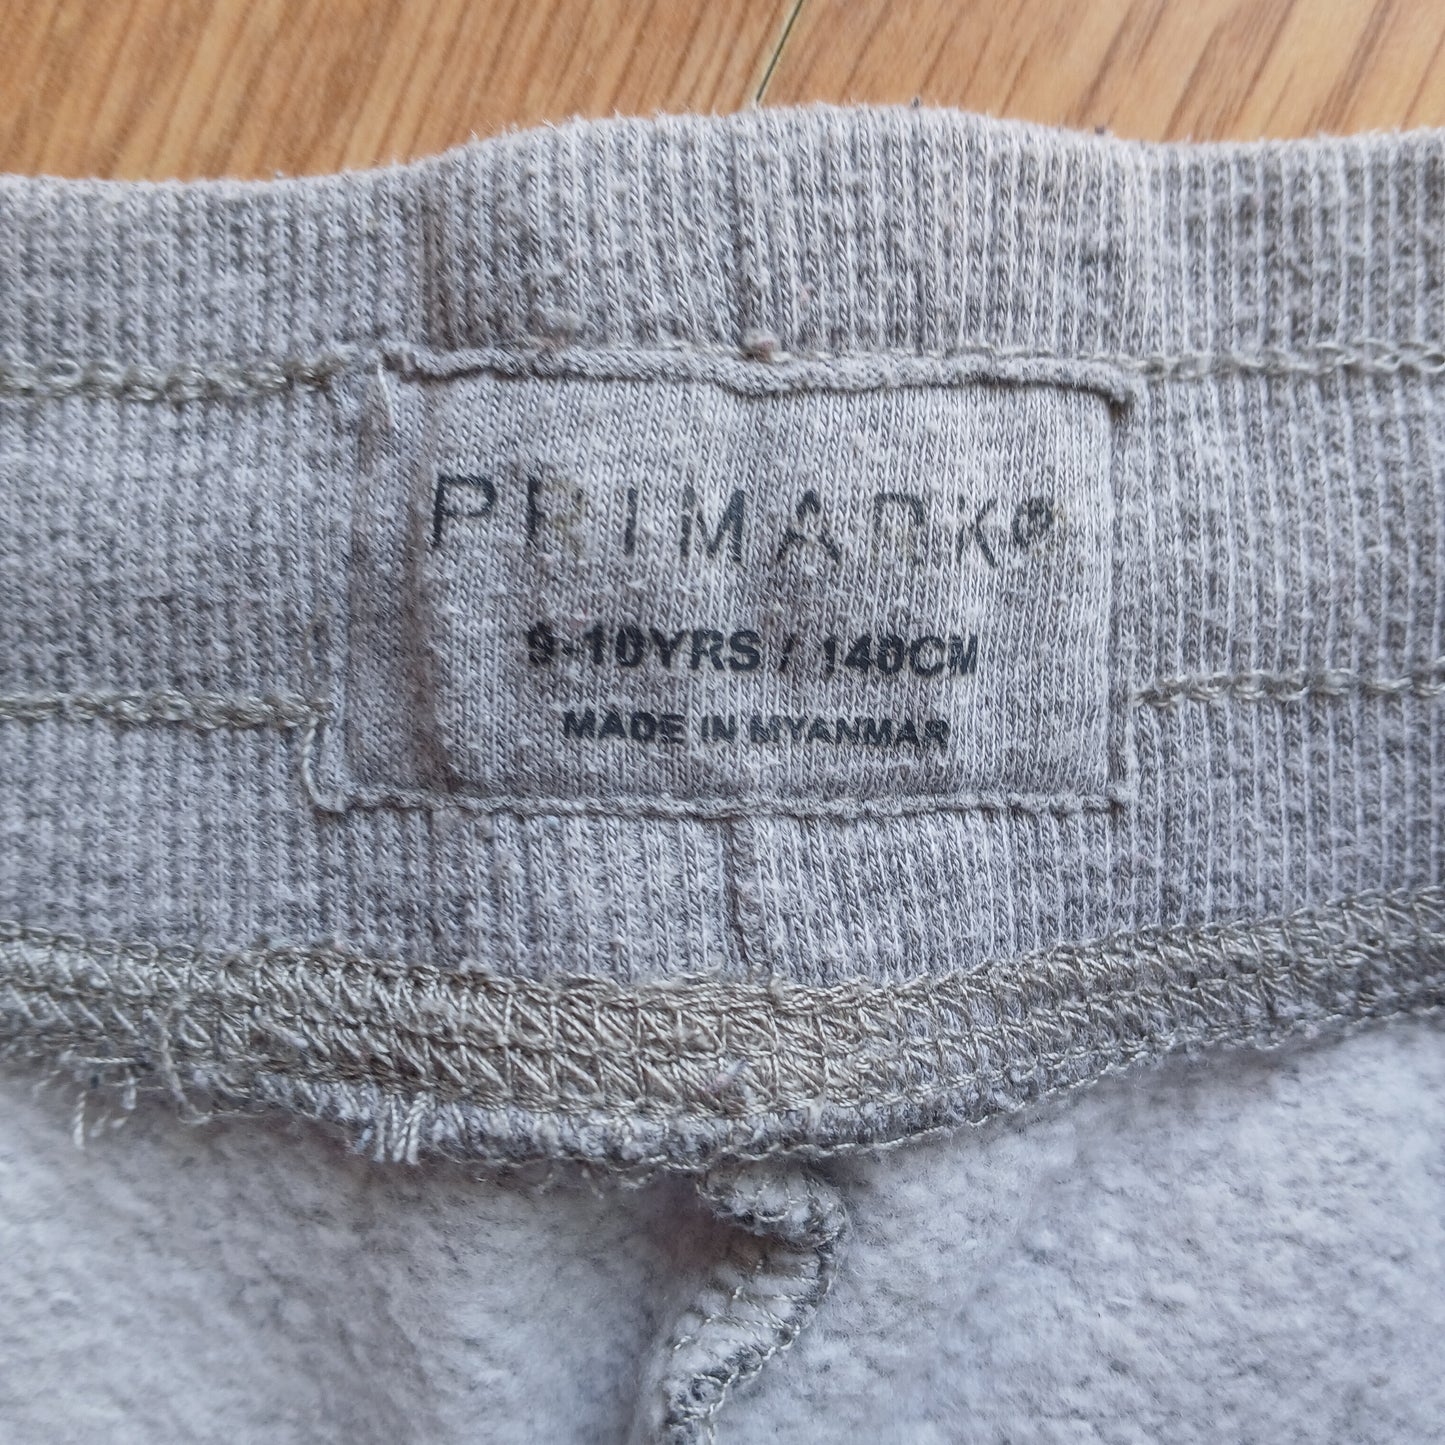 PRIMARK®
9-10YRS / 140CM
MADE IN MYANMAR